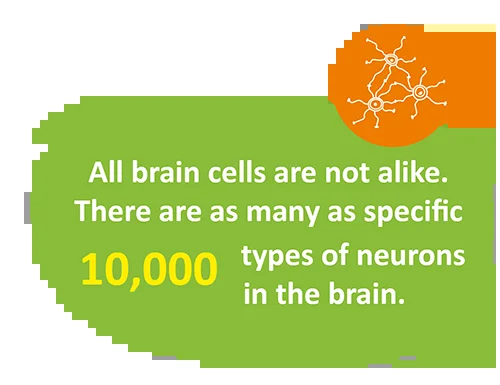 All brain cells are not alike.
There are as many as specific
10,000 types of neurons
in the brain.